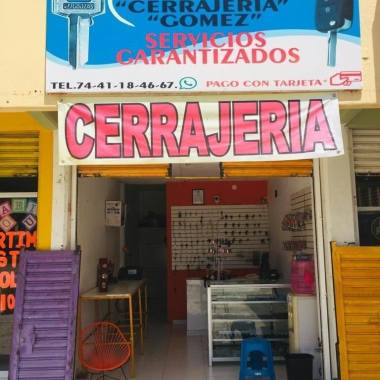 "CERRAJERIA"
"GOMEZ"
SERVICIOS
GARANTIZADOS
TEL.74-41-18-46-67.
PAGO CON TARJETA
CERRAJERIA